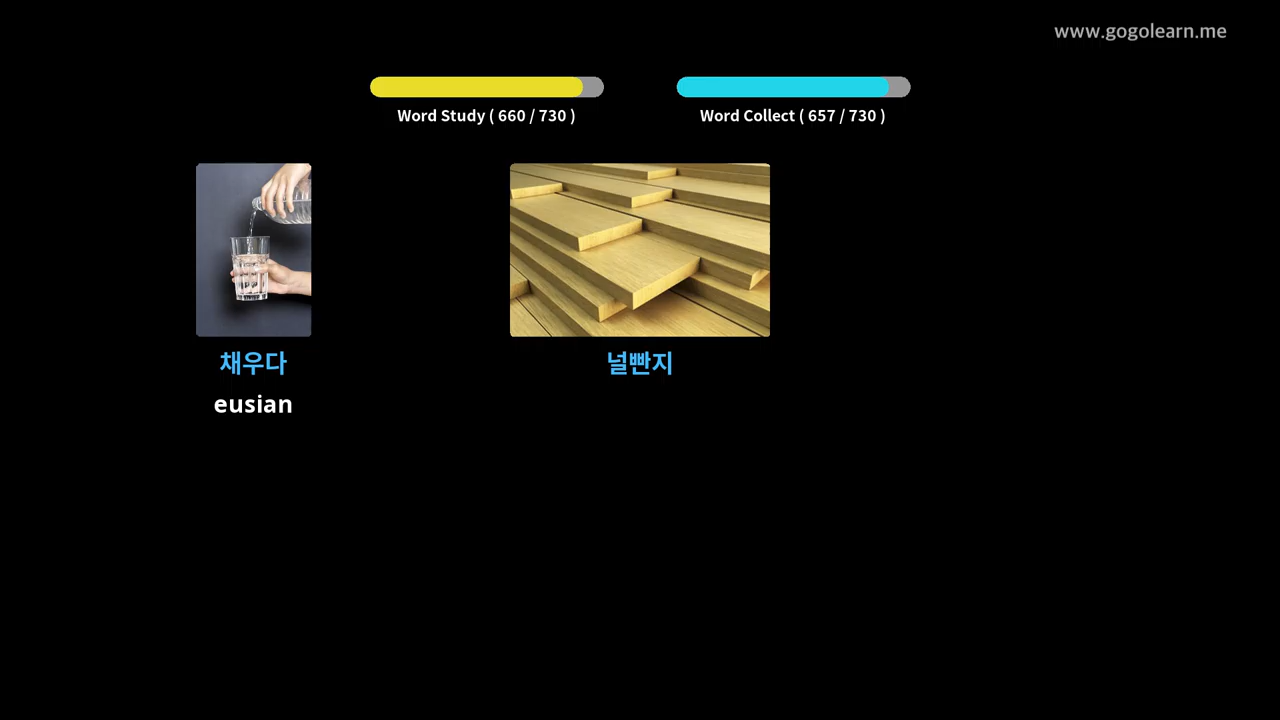 www.gogolearn.me
Word Study ( 660 / 730 )
Word Collect ( 657 / 730 )
채우다
널빤지
eusian